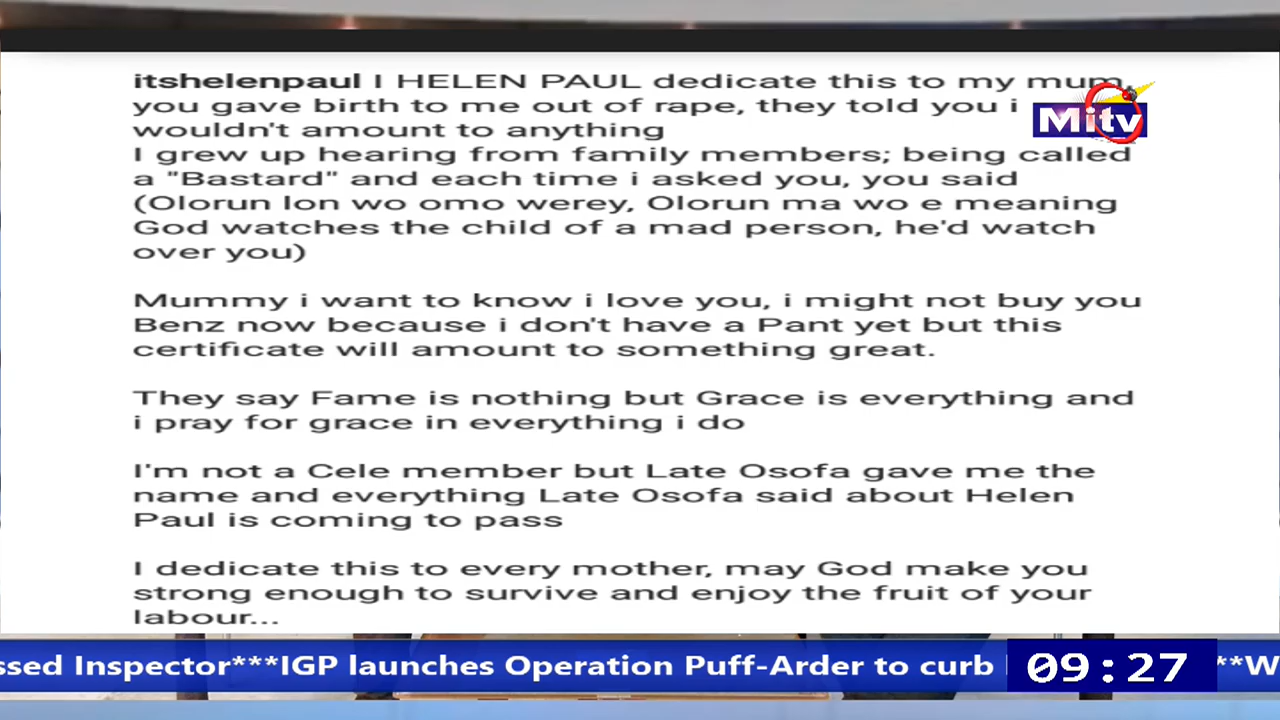 itshelenpaul I HELEN PAUL dedicate this to my mum,
you gave birth to me out of rape, they told you i
wouldn't amount to anything
I grew up hearing from family members; being called
a "Bastard" and each time i asked you, you said
(Olorun lon wo omo werey, Olorun ma wo e meaning
God watches the child of a mad person, he'd watch
over you)
Mummy i want to know i love you, i might not buy you
Benz now because i don't have a Pant yet but this
certificate will amount to something great.
They say Fame is nothing but Grace is everything and
i pray for grace in everything i do
I'm not a Cele member but Late Osofa gave me the
name and everything Late Osofa said about Helen
Paul is coming to pass
I dedicate this to every mother, may God make you
strong enough to survive and enjoy the fruit of your
labour...
Mitv
ssed Inspector***IGP launches Operation Puff-Arder to curb
09:27
**W